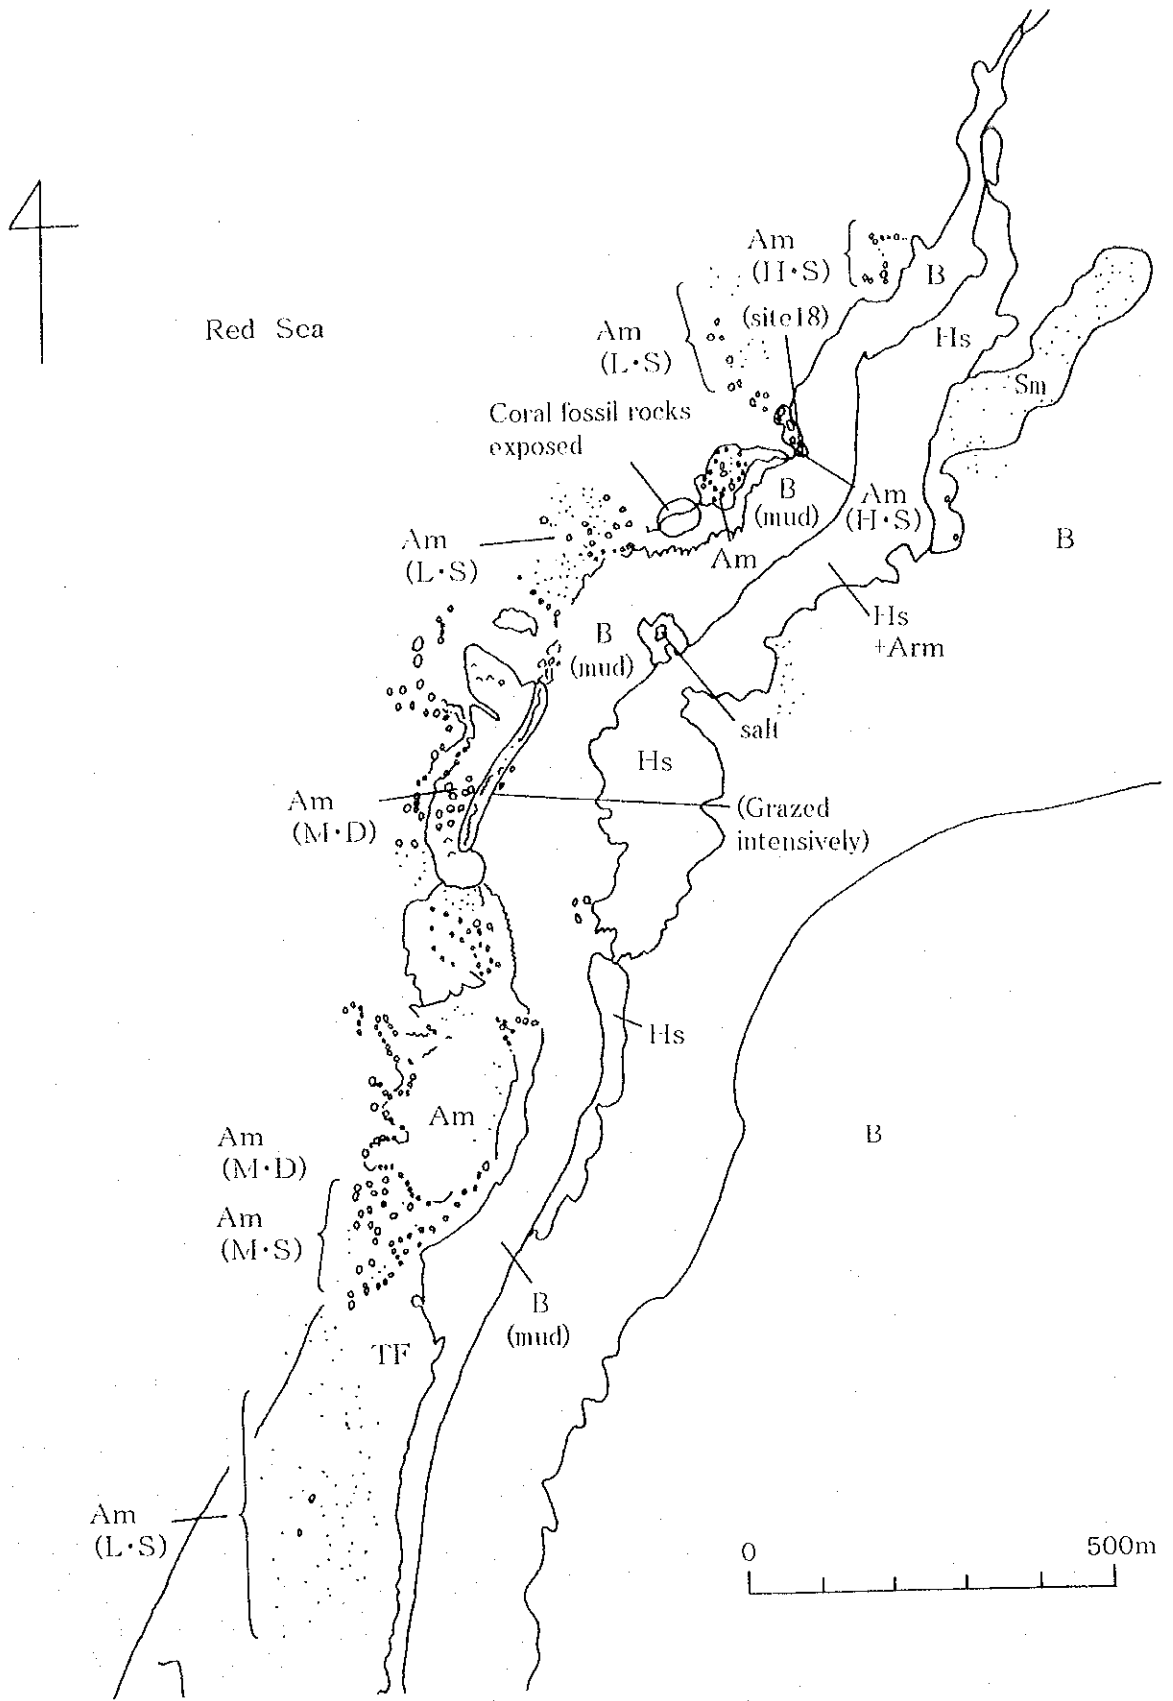 Am
(H·S)
B
Red Sea
(site18)
Am
(L·S)
Hs
Sm
Coral fossil rocks
exposed
B
(mud)
Am
(H·S)
Am
(L·S)
Am
B
Hs
+Arm
B
(mud)
salt
Hs
Am
(M·D)
(Grazed
intensively)
Hs
Am
B
Am
(M·D)
Am
(M·S)
B
(mud)
TF
Am
(L·S)
0
500m